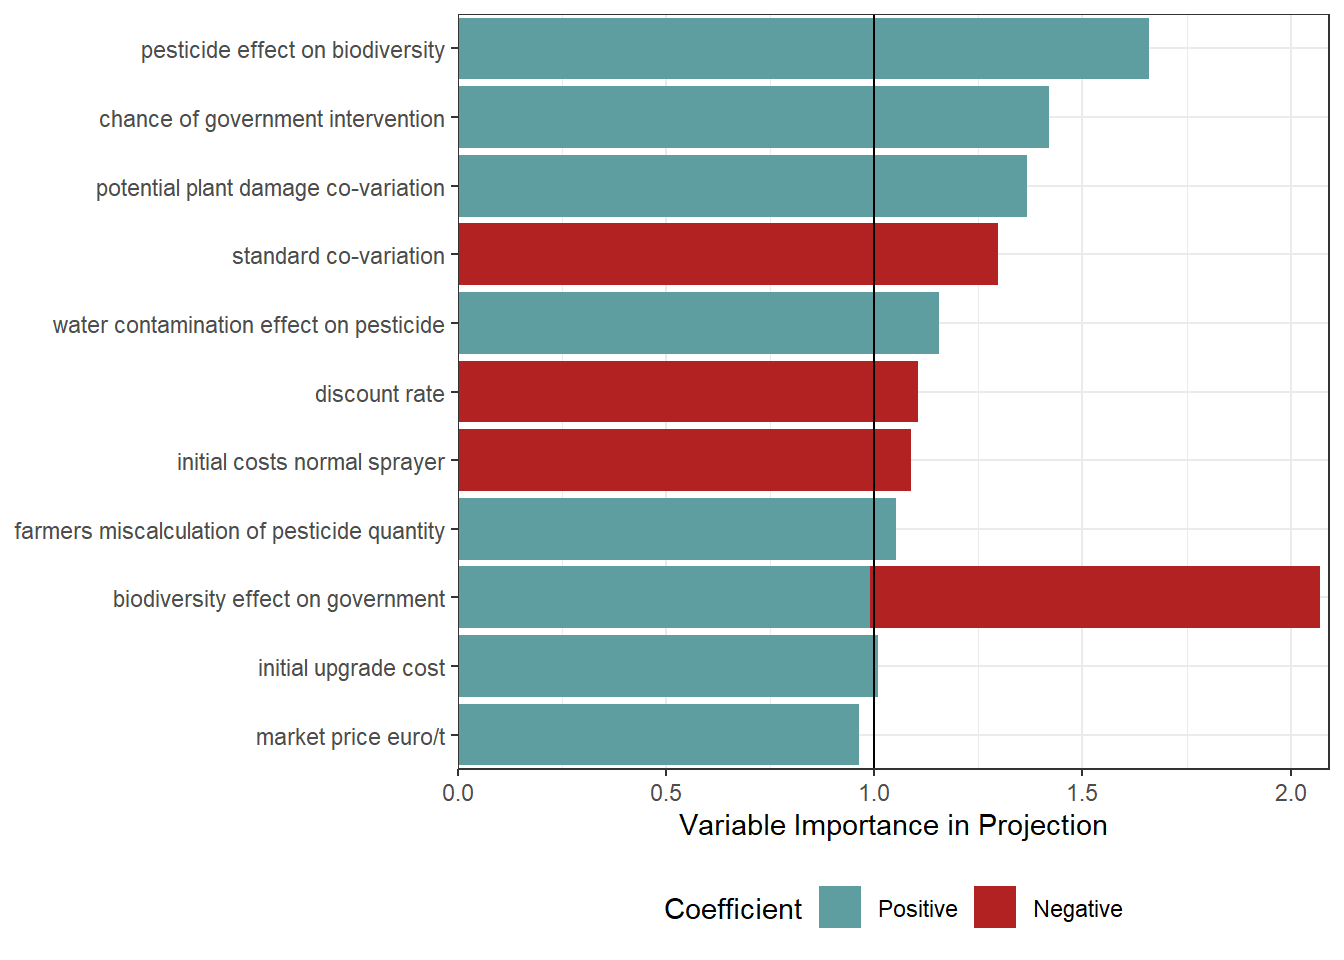 pesticide effect on biodiversity
chance of government intervention
potential plant damage co-variation
standard co-variation
water contamination effect on pesticide
discount rate
initial costs normal sprayer
farmers miscalculation of pesticide quantity
biodiversity effect on government
initial upgrade cost
market price euro/t
0.0 0.5 1.0 1.5 2.0
Variable Importance in Projection
Coefficient Positive Negative